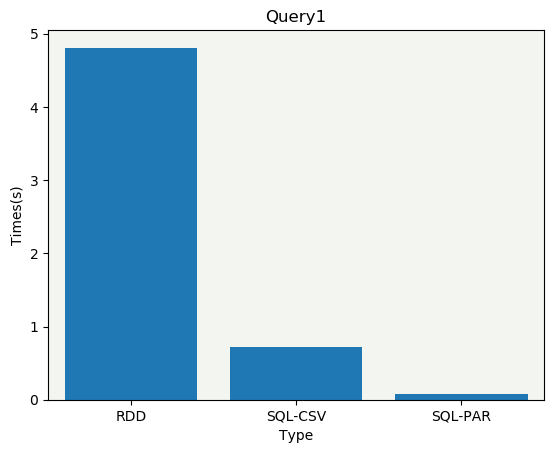 Query1
Times(s)
5
4
3
2
1
0
RDD
SQL-CSV
SQL-PAR
Type